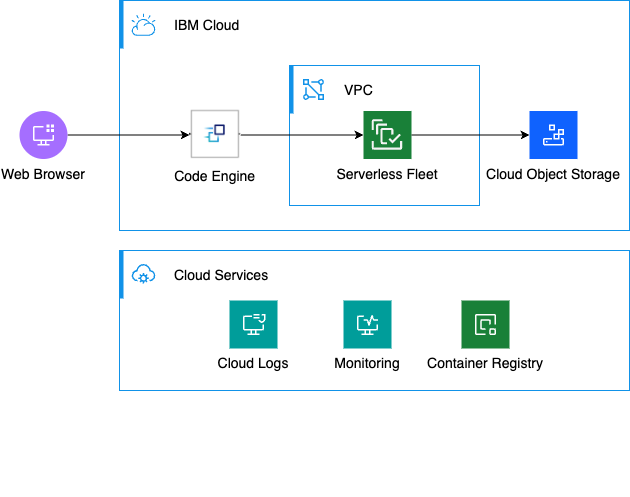 IBM Cloud
VPC
Web Browser
Code Engine
Serverless Fleet
Cloud Object Storage
Cloud Services
Cloud Logs
Monitoring
Container Registry